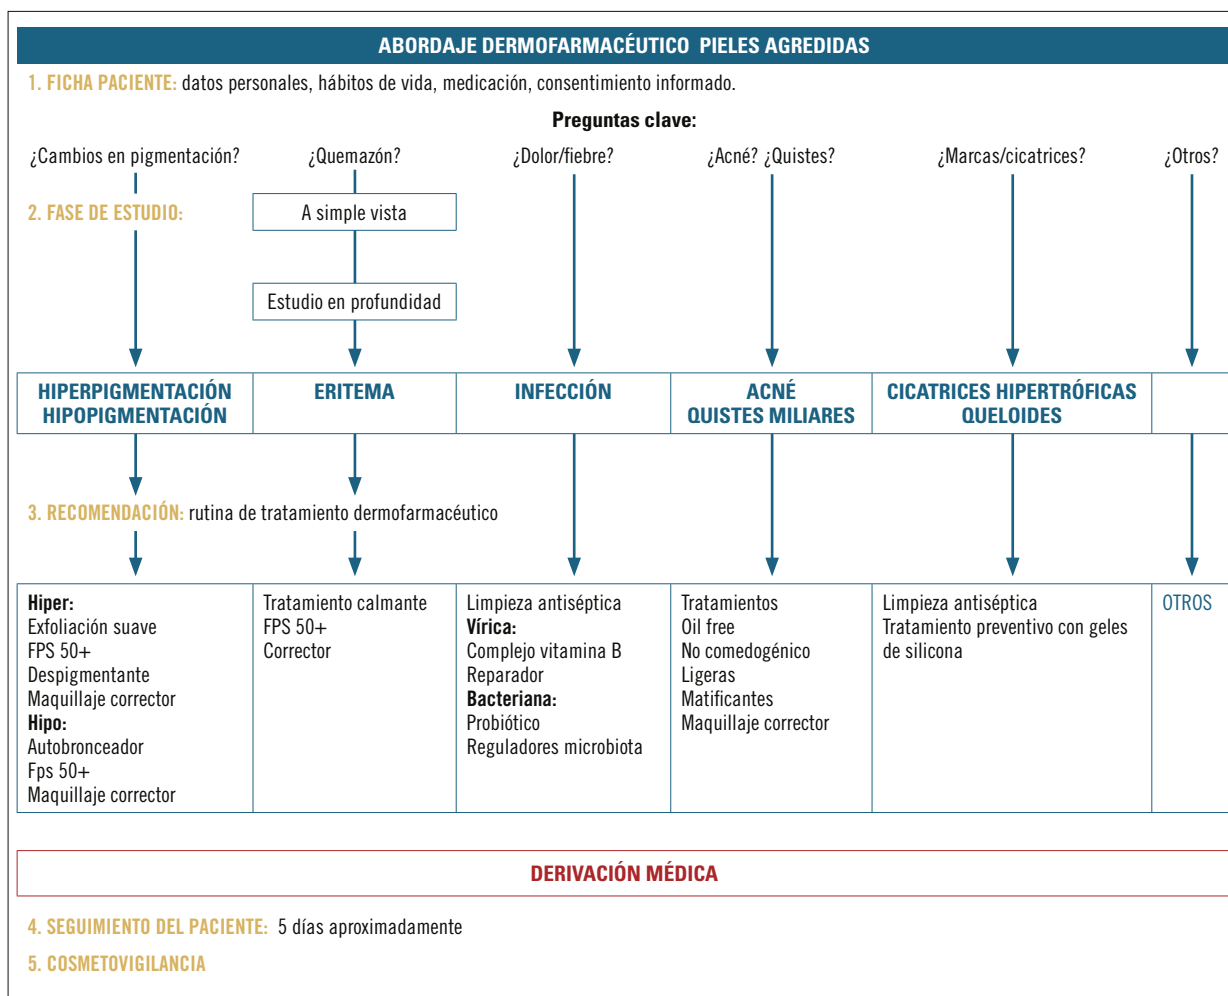 ABORDAJE DERMOFARMACÉUTICO PIELES AGREDIDAS
1. FICHA PACIENTE: datos personales, hábitos de vida, medicación, consentimiento informado.
Preguntas clave:
¿Cambios en pigmentación?
¿Quemazón?
¿Dolor/fiebre?
¿Acné? ¿Quistes?
¿Marcas/cicatrices?
¿Otros?
2. FASE DE ESTUDIO:
A simple vista
Estudio en profundidad
HIPERPIGMENTACIÓN
HIPOPIGMENTACIÓN
ERITEMA
INFECCIÓN
ACNÉ
QUISTES MILIARES
CICATRICES HIPERTRÓFICAS
QUELOIDES
3. RECOMENDACIÓN: rutina de tratamiento dermofarmacéutico
Hiper:
Exfoliación suave
FPS 50+
Despigmentante
Maquillaje corrector
Hipo:
Autobronceador
Fps 50+
Maquillaje corrector
Tratamiento calmante
FPS 50+
Corrector
Limpieza antiséptica
Vírica:
Complejo vitamina B
Reparador
Bacteriana:
Probiótico
Reguladores microbiota
Tratamientos
Oil free
No comedogénico
Ligeras
Matificantes
Maquillaje corrector
Limpieza antiséptica
Tratamiento preventivo con geles
de silicona
OTROS
DERIVACIÓN MÉDICA
4. SEGUIMIENTO DEL PACIENTE: 5 días aproximadamente
5. COSMETOVIGILANCIA